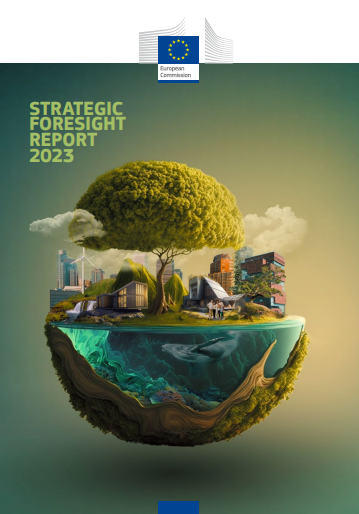 European
Commission
STRATEGIC
FORESIGHT
REPORT
2023